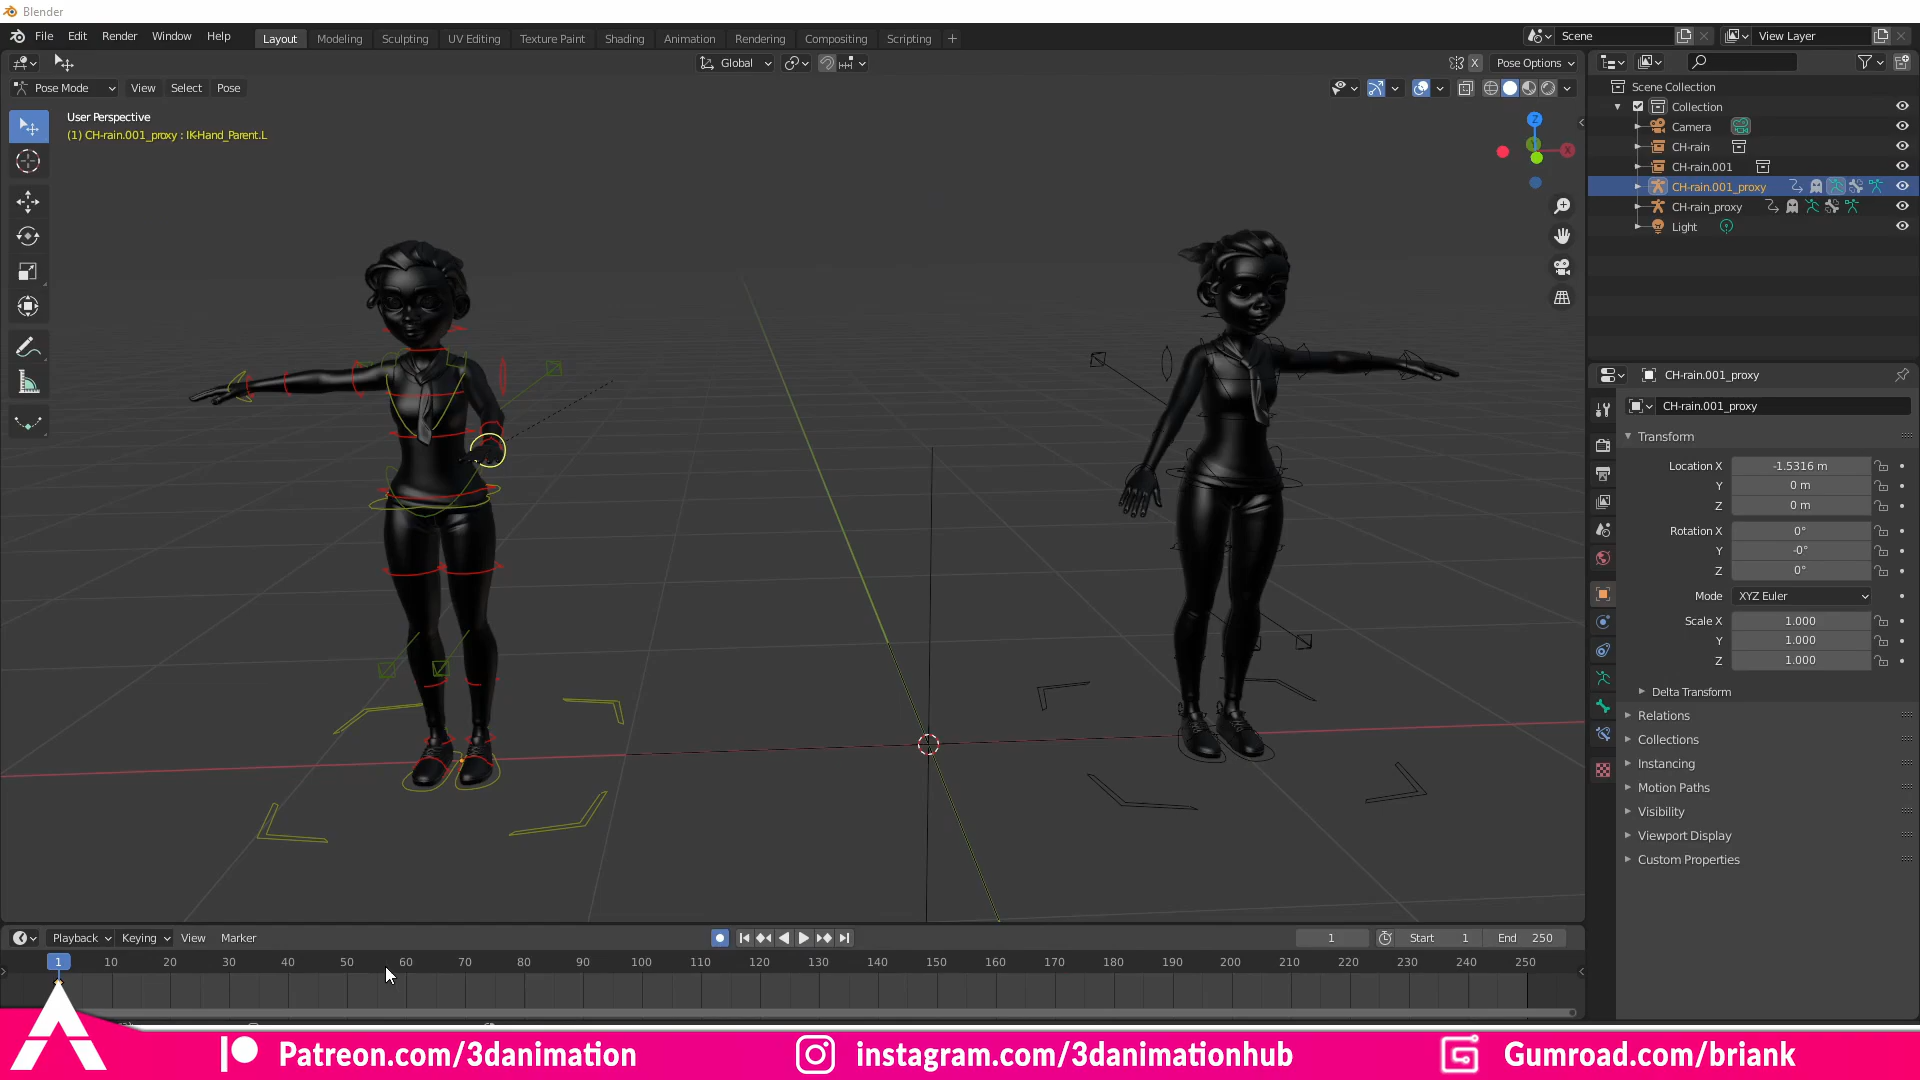 Blender
File Edit Render Window Help
Layout Modeling Sculpting UV Editing Texture Paint Shading Animation Rendering Compositing Scripting +
Scene View Layer
Global X Pose Options
Pose Mode View Select Pose
User Perspective
(1) CH-rain.001_proxy : IK-Hand_Parent.L
Z
X
Scene Collection
Collection
Camera
CH-rain
CH-rain.001
CH-rain.001_proxy
CH-rain_proxy
Light
CH-rain.001_proxy
CH-rain.001_proxy
Transform
Location X -1.5316 m
Y 0 m
Z 0 m
Rotation X 0°
Y -0°
Z 0°
Mode XYZ Euler
Scale X 1.000
Y 1.000
Z 1.000
Delta Transform
Relations
Collections
Instancing
Motion Paths
Visibility
Viewport Display
Custom Properties
Playback Keying View Marker 1 Start 1 End 250
1 10 20 30 40 50 60 70 80 90 100 110 120 130 140 150 160 170 180 190 200 210 220 230 240 250
Patreon.com/3danimation instagram.com/3danimationhub Gumroad.com/briank